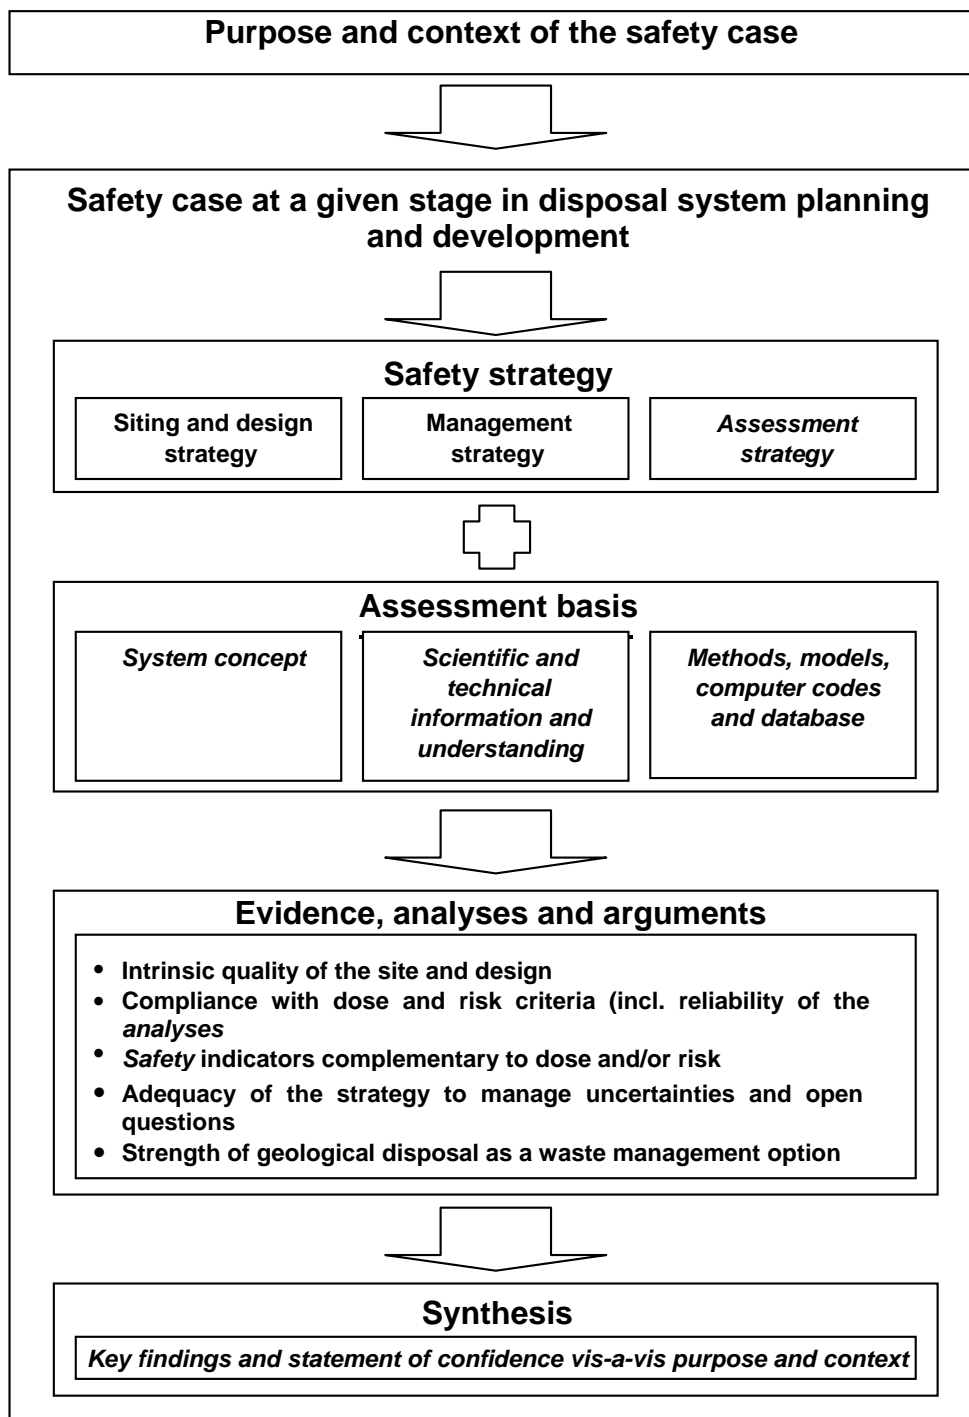 Purpose and context of the safety case
Safety case at a given stage in disposal system planning
and development
Safety strategy
Siting and design
strategy
Management
strategy
Assessment
strategy
Assessment basis
System concept
Scientific and
technical
information and
understanding
Methods, models,
computer codes
and database
Evidence, analyses and arguments
• Intrinsic quality of the site and design
• Compliance with dose and risk criteria (incl. reliability of the
analyses
• Safety indicators complementary to dose and/or risk
• Adequacy of the strategy to manage uncertainties and open
questions
• Strength of geological disposal as a waste management option
Synthesis
Key findings and statement of confidence vis-a-vis purpose and context